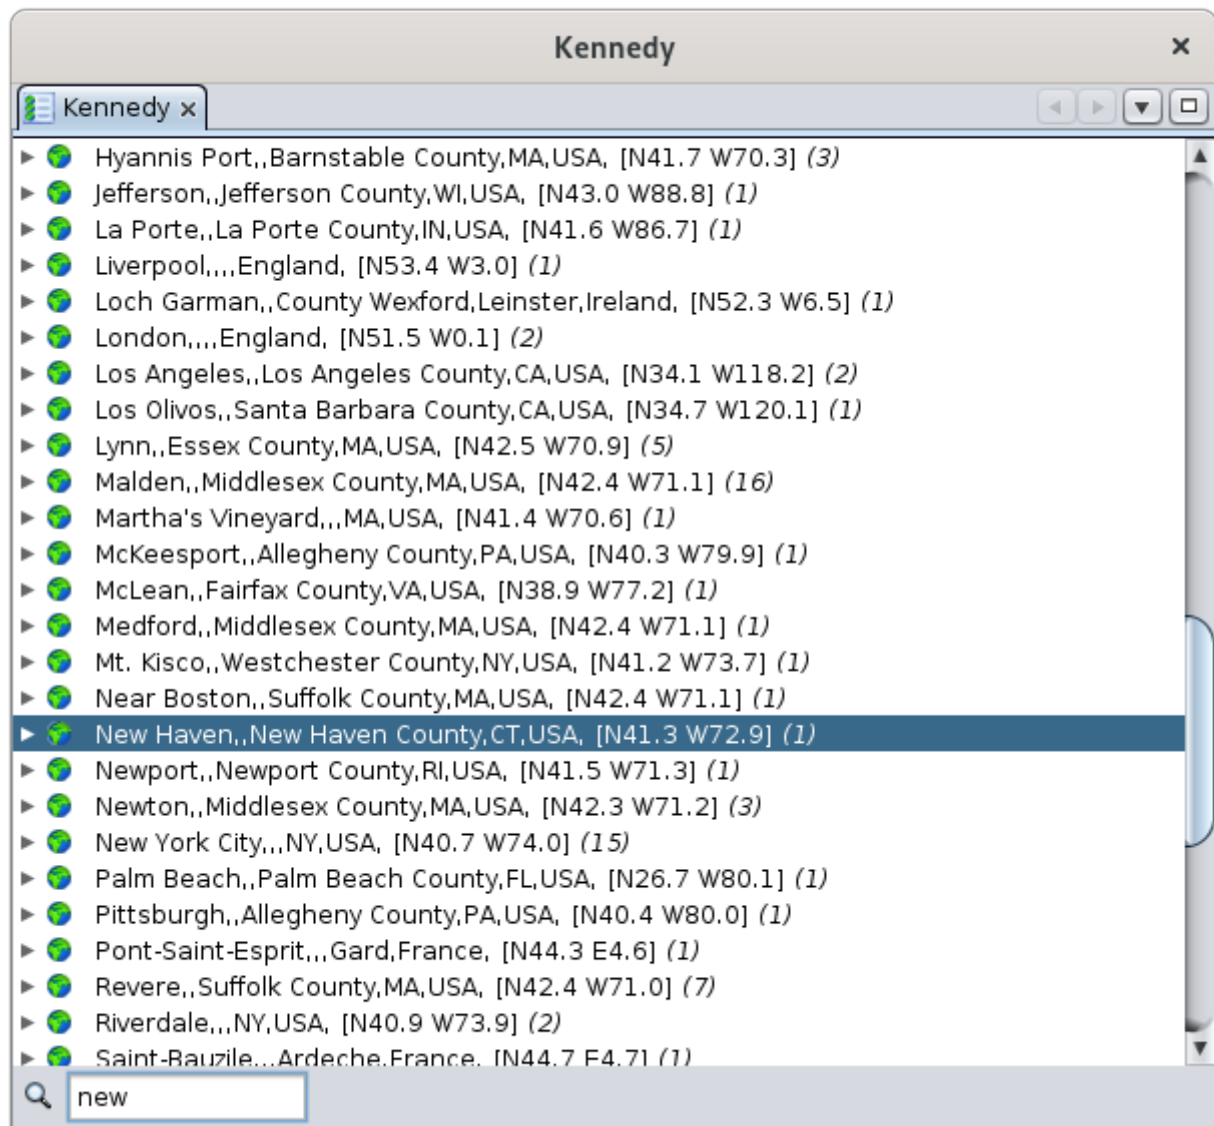 Kennedy
Kennedy
Hyannis Port,,Barnstable County,MA,USA, [N41.7 W70.3] (3)
Jefferson,,Jefferson County,WI,USA, [N43.0 W88.8] (1)
La Porte,,La Porte County,IN,USA, [N41.6 W86.7] (1)
Liverpool,,,,England, [N53.4 W3.0] (1)
Loch Garman,,County Wexford,Leinster,Ireland, [N52.3 W6.5] (1)
London,,,,England, [N51.5 W0.1] (2)
Los Angeles,,Los Angeles County,CA,USA, [N34.1 W118.2] (2)
Los Olivos,,Santa Barbara County,CA,USA, [N34.7 W120.1] (1)
Lynn,,Essex County,MA,USA, [N42.5 W70.9] (5)
Malden,,Middlesex County,MA,USA, [N42.4 W71.1] (16)
Martha's Vineyard,,,MA,USA, [N41.4 W70.6] (1)
McKeesport,,Allegheny County,PA,USA, [N40.3 W79.9] (1)
McLean,,Fairfax County,VA,USA, [N38.9 W77.2] (1)
Medford,,Middlesex County,MA,USA, [N42.4 W71.1] (1)
Mt. Kisco,,Westchester County,NY,USA, [N41.2 W73.7] (1)
Near Boston,,Suffolk County,MA,USA, [N42.4 W71.1] (1)
New Haven,,New Haven County,CT,USA, [N41.3 W72.9] (1)
Newport,,Newport County,RI,USA, [N41.5 W71.3] (1)
Newton,,Middlesex County,MA,USA, [N42.3 W71.2] (3)
New York City,,,NY,USA, [N40.7 W74.0] (15)
Palm Beach,,Palm Beach County,FL,USA, [N26.7 W80.1] (1)
Pittsburgh,,Allegheny County,PA,USA, [N40.4 W80.0] (1)
Pont-Saint-Esprit,,,Gard,France, [N44.3 E4.6] (1)
Revere,,Suffolk County,MA,USA, [N42.4 W71.0] (7)
Riverdale,,,NY,USA, [N40.9 W73.9] (2)
Saint-Bauzile,,,Ardeche,France, [N44.7 E4.7] (1)
new